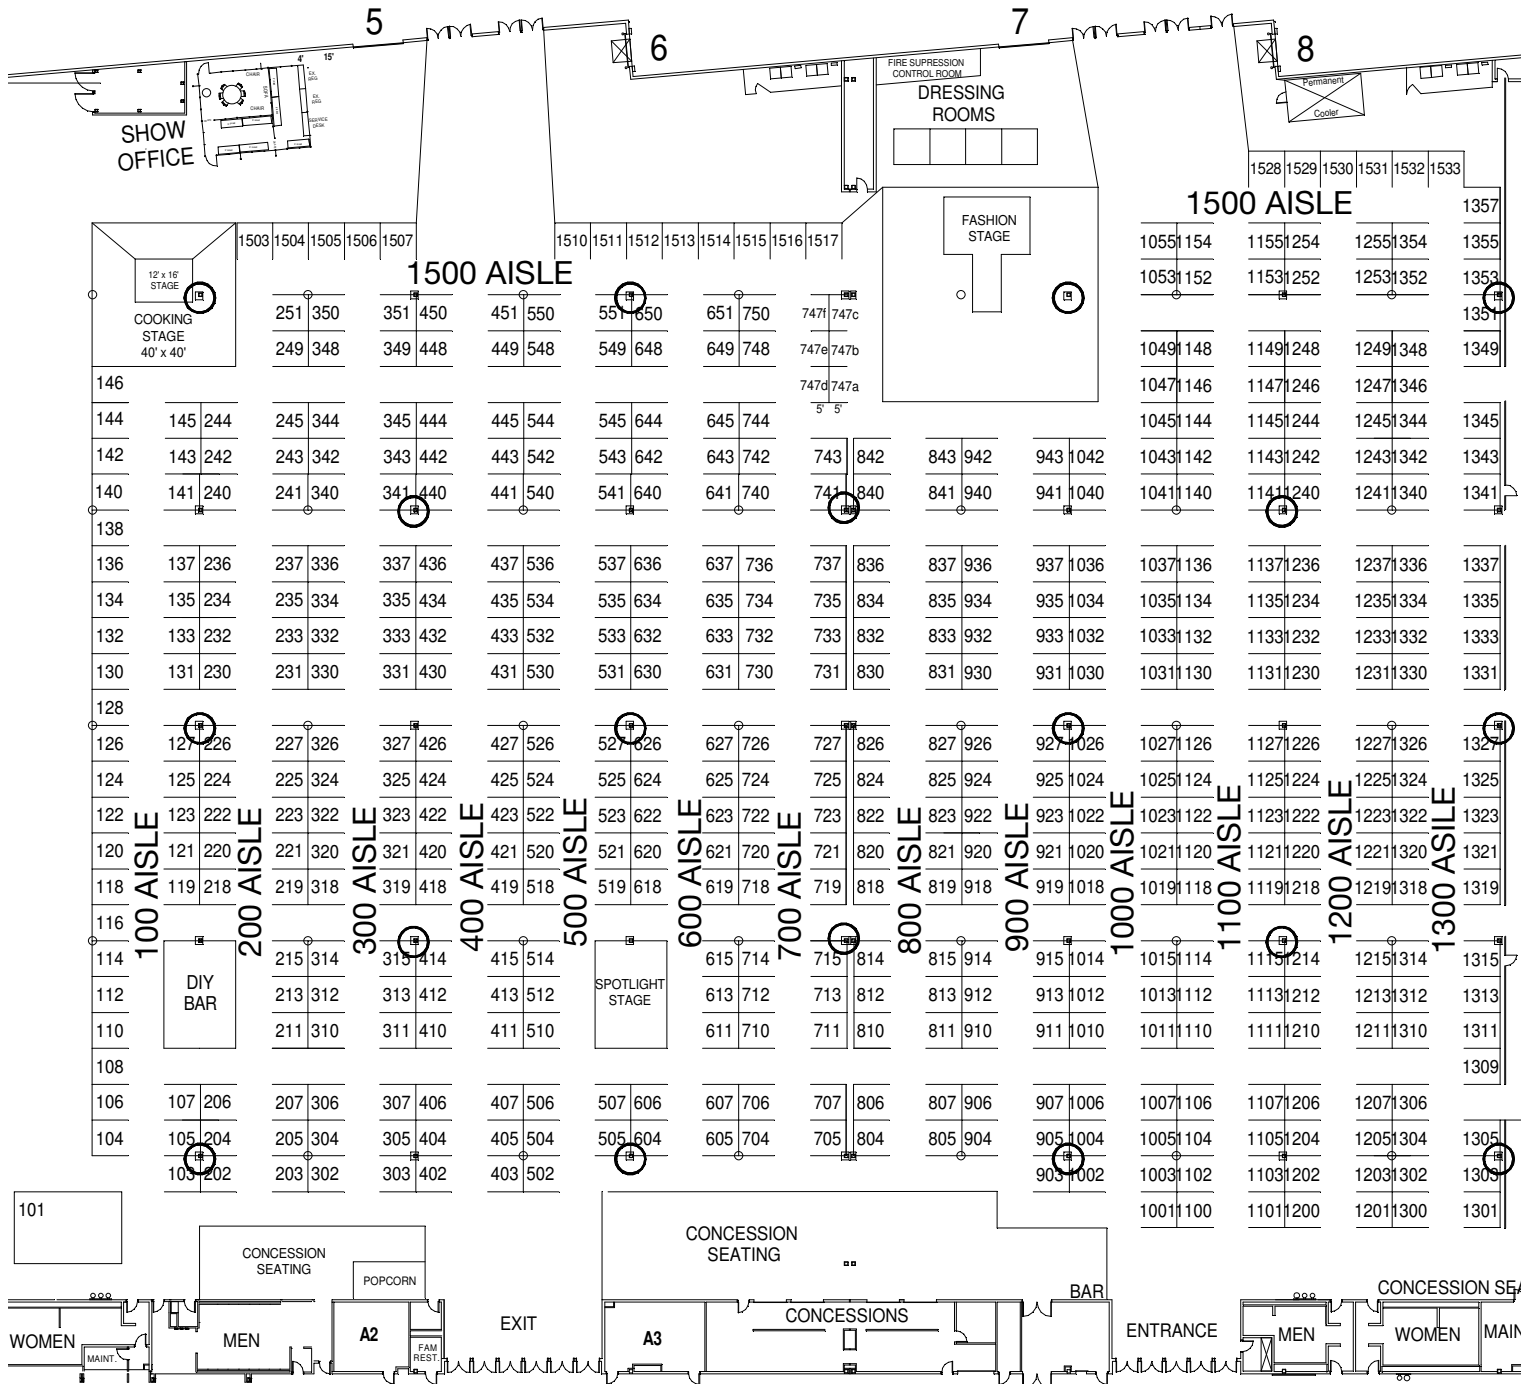 5
6
7
8
4' 15'
CHAIR
EX. REG.
SOFA
EX. REG.
CHAIR
SERVICE DESK
SHOW
OFFICE
FIRE SUPRESSION
CONTROL ROOM
DRESSING
ROOMS
Permanent
Cooler
1528 1529 1530 1531 1532 1533
1500 AISLE
1357
FASHION
STAGE
1503 1504 1505 1506 1507 1510 1511 1512 1513 1514 1515 1516 1517 1055 1154 1155 1254 1255 1354 1355
1500 AISLE
12' x 16'
STAGE
1053 1152 1153 1252 1253 1352 1353
COOKING
STAGE
40' x 40'
251 350 351 450 451 550 551 650 651 750 747f 747c 1351
249 348 349 448 449 548 549 648 649 748 747e 747b 1049 1148 1149 1248 1249 1348 1349
146 747d 747a 1047 1146 1147 1246 1247 1346
5' 5'
144 145 244 245 344 345 444 445 544 545 644 645 744 1045 1144 1145 1244 1245 1344 1345
142 143 242 243 342 343 442 443 542 543 642 643 742 743 842 843 942 943 1042 1043 1142 1143 1242 1243 1342 1343
140 141 240 241 340 341 440 441 540 541 640 641 740 741 840 841 940 941 1040 1041 1140 1141 1240 1241 1340 1341
138
136 137 236 237 336 337 436 437 536 537 636 637 736 737 836 837 936 937 1036 1037 1136 1137 1236 1237 1336 1337
134 135 234 235 334 335 434 435 534 535 634 635 734 735 834 835 934 935 1034 1035 1134 1135 1234 1235 1334 1335
132 133 232 233 332 333 432 433 532 533 632 633 732 733 832 833 932 933 1032 1033 1132 1133 1232 1233 1332 1333
130 131 230 231 330 331 430 431 530 531 630 631 730 731 830 831 930 931 1030 1031 1130 1131 1230 1231 1330 1331
128
126 127 226 227 326 327 426 427 526 527 626 627 726 727 826 827 926 927 1026 1027 1126 1127 1226 1227 1326 1327
124 125 224 225 324 325 424 425 524 525 624 625 724 725 824 825 924 925 1024 1025 1124 1125 1224 1225 1324 1325
122 123 222 223 322 323 422 423 522 523 622 623 722 723 822 823 922 923 1022 1023 1122 1123 1222 1223 1322 1323
120 121 220 221 320 321 420 421 520 521 620 621 720 721 820 821 920 921 1020 1021 1120 1121 1220 1221 1320 1321
118 119 218 219 318 319 418 419 518 519 618 619 718 719 818 819 918 919 1018 1019 1118 1119 1218 1219 1318 1319
100 AISLE
200 AISLE
300 AISLE
400 AISLE
500 AISLE
600 AISLE
700 AISLE
800 AISLE
900 AISLE
1000 AISLE
1100 AISLE
1200 AISLE
1300 ASILE
116
114 215 314 315 414 415 514 615 714 715 814 815 914 915 1014 1015 1114 1115 1214 1215 1314 1315
DIY
BAR
SPOTLIGHT
STAGE
112 213 312 313 412 413 512 613 712 713 812 813 912 913 1012 1013 1112 1113 1212 1213 1312 1313
110 211 310 311 410 411 510 611 710 711 810 811 910 911 1010 1011 1110 1111 1210 1211 1310 1311
108 1309
106 107 206 207 306 307 406 407 506 507 606 607 706 707 806 807 906 907 1006 1007 1106 1107 1206 1207 1306
104 105 204 205 304 305 404 405 504 505 604 605 704 705 804 805 904 905 1004 1005 1104 1105 1204 1205 1304 1305
103 202 203 302 303 402 403 502 903 1002 1003 1102 1103 1202 1203 1302 1303
101 1001 1100 1101 1200 1201 1300 1301
CONCESSION
SEATING
POPCORN
CONCESSION
SEATING
BAR
CONCESSION SEA
WOMEN
MAINT.
MEN
A2
FAM
REST.
EXIT
A3
CONCESSIONS
ENTRANCE
MEN
WOMEN
MAIN